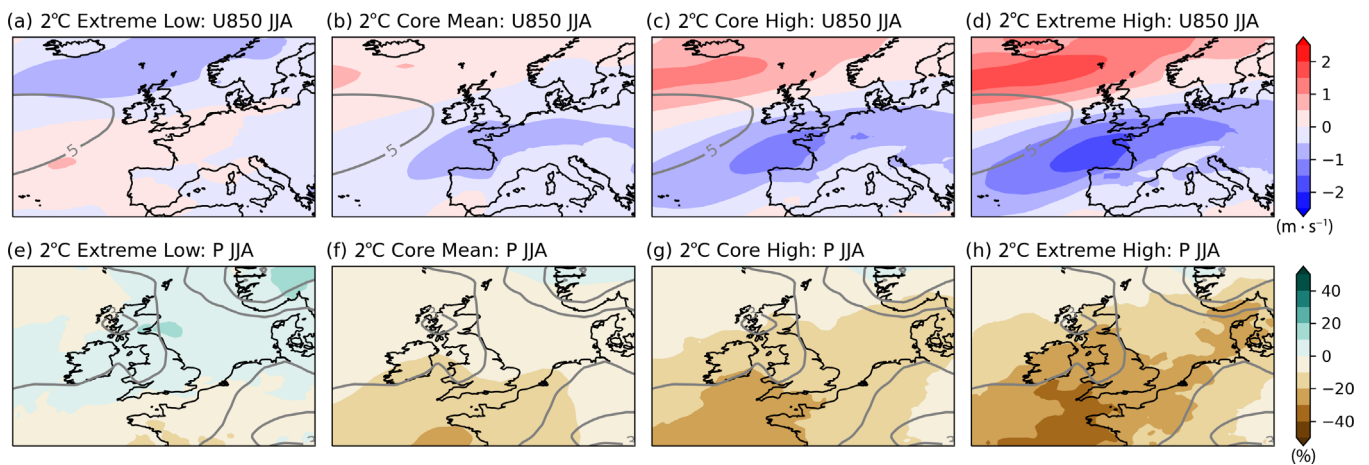 (a) 2°C Extreme Low: U850 JJA
(b) 2°C Core Mean: U850 JJA
(c) 2°C Core High: U850 JJA
(d) 2°C Extreme High: U850 JJA
5
5
5
5
2
1
0
−1
−2
(m · s⁻¹)
(e) 2°C Extreme Low: P JJA
(f) 2°C Core Mean: P JJA
(g) 2°C Core High: P JJA
(h) 2°C Extreme High: P JJA
40
20
0
−20
−40
(%)